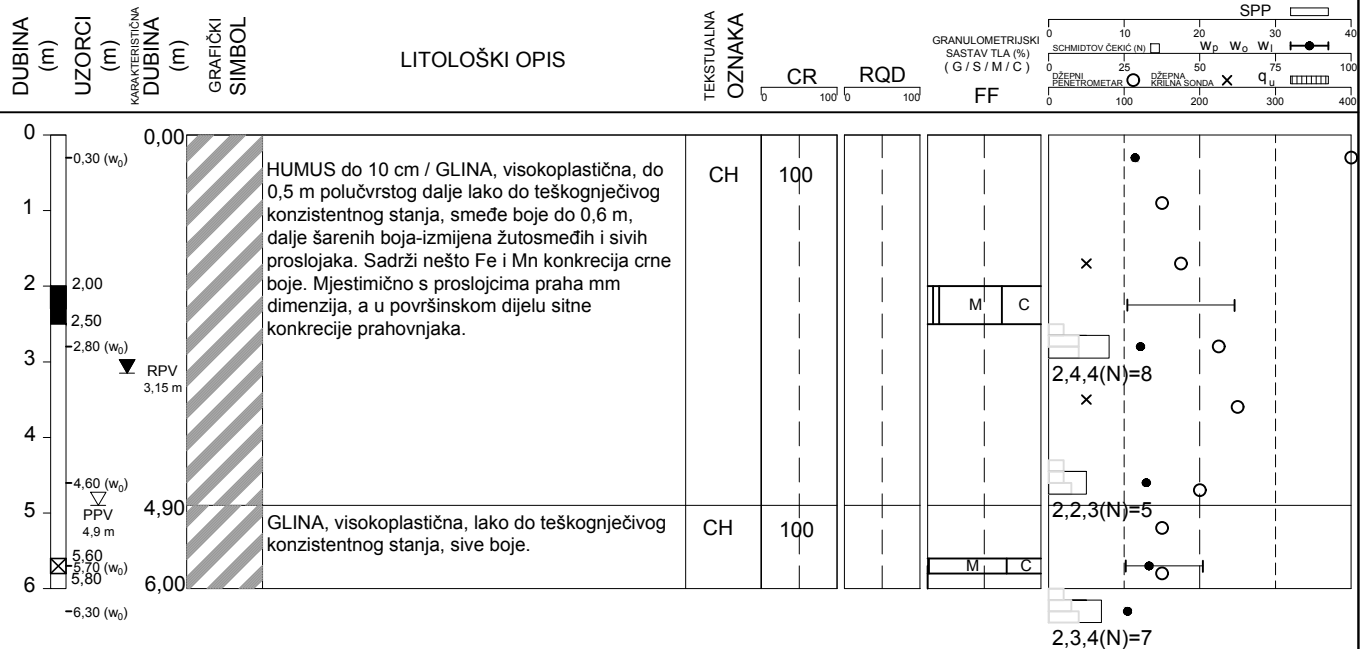 DUBINA (m)
UZORCI (m)
KARAKTERISTIČNA DUBINA (m)
GRAFIČKI SIMBOL
LITOLOŠKI OPIS
TEKSTUALNA OZNAKA
CR
0 100
RQD
0 100
GRANULOMETRIJSKI
SASTAV TLA (%)
( G / S / M / C )
FF
SPP
0 10 20 30 40
SCHMIDTOV ČEKIĆ (N) Wp Wo Wl
0 25 50 75 100
DŽEPNI PENETROMETAR DŽEPNA KRILNA SONDA qu
0 100 200 300 400
0
1
2
3
4
5
6
0,30 (w0)
2,00
2,50
2,80 (w0)
RPV
3,15 m
4,60 (w0)
PPV
4,9 m
5,60
5,70 (w0)
5,80
6,30 (w0)
0,00
4,90
6,00
HUMUS do 10 cm / GLINA, visokoplastična, do
0,5 m polučvrstog dalje lako do teškognječivog
konzistentnog stanja, smeđe boje do 0,6 m,
dalje šarenih boja-izmijena žutosmeđih i sivih
proslojaka. Sadrži nešto Fe i Mn konkrecija crne
boje. Mjestimično s proslojcima praha mm
dimenzija, a u površinskom dijelu sitne
konkrecije prahovnjaka.
CH
100
M C
2,4,4(N)=8
2,2,3(N)=5
GLINA, visokoplastična, lako do teškognječivog
konzistentnog stanja, sive boje.
CH
100
M C
2,3,4(N)=7